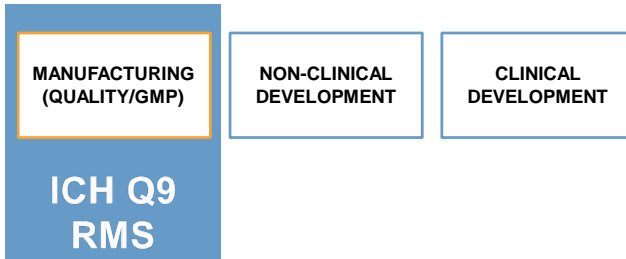 MANUFACTURING
(QUALITY/GMP)
NON-CLINICAL
DEVELOPMENT
CLINICAL
DEVELOPMENT
ICH Q9
RMS